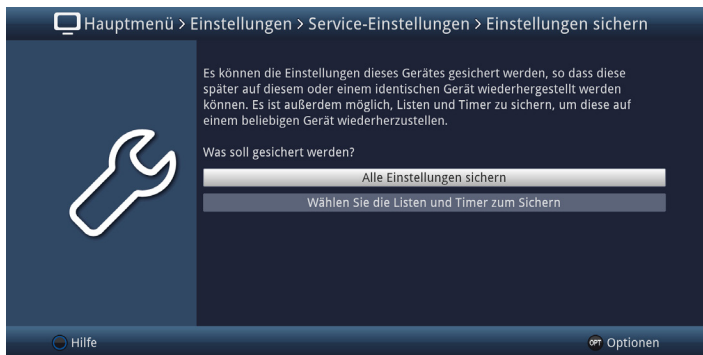 Hauptmenü > Einstellungen > Service-Einstellungen > Einstellungen sichern
Es können die Einstellungen dieses Gerätes gesichert werden, so dass diese
später auf diesem oder einem identischen Gerät wiederhergestellt werden
können. Es ist außerdem möglich, Listen und Timer zu sichern, um diese auf
einem beliebigen Gerät wiederherzustellen.
Was soll gesichert werden?
Alle Einstellungen sichern
Wählen Sie die Listen und Timer zum Sichern
Hilfe
OPT Optionen